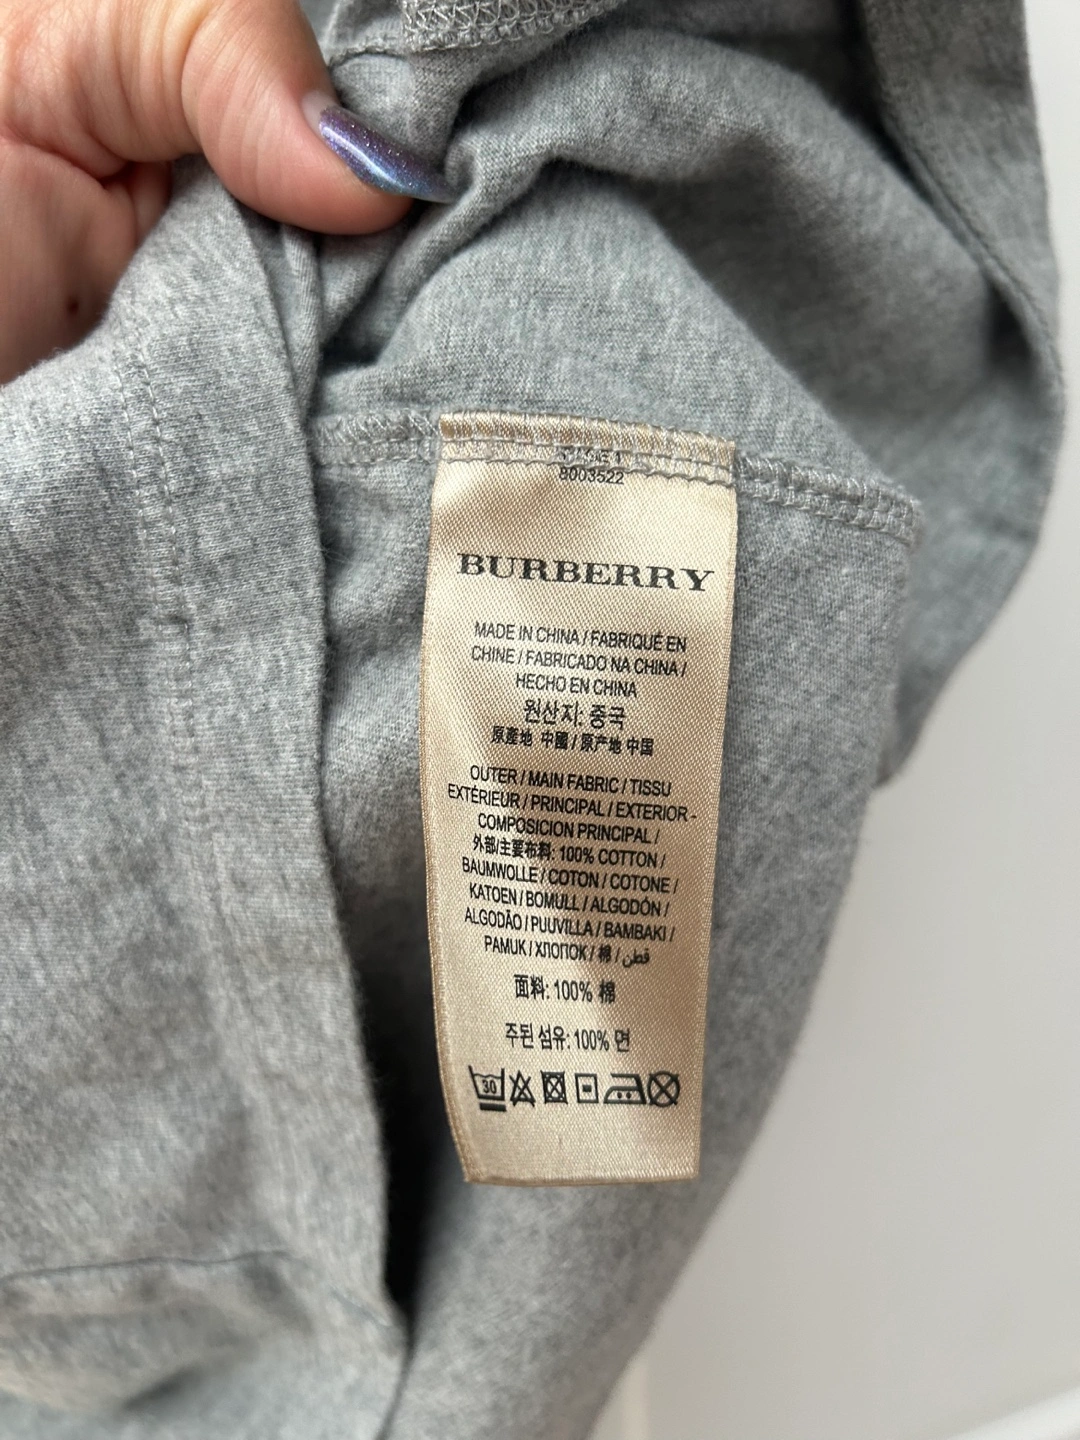 8003522
BURBERRY
MADE IN CHINA / FABRIQUÉ EN
CHINE / FABRICADO NA CHINA /
HECHO EN CHINA
원산지: 중국
原產地 中國 / 原产地 中国
OUTER / MAIN FABRIC / TISSU
EXTÉRIEUR / PRINCIPAL / EXTERIOR -
COMPOSICION PRINCIPAL /
外部/主要布料: 100% COTTON /
BAUMWOLLE / COTON / COTONE /
KATOEN / BOMULL / ALGODÓN /
ALGODÃO / PUUVILLA / BAMBAKI /
PAMUK / ХЛОПОК / 棉 / قطن
面料: 100% 棉
주된 섬유: 100% 면
30